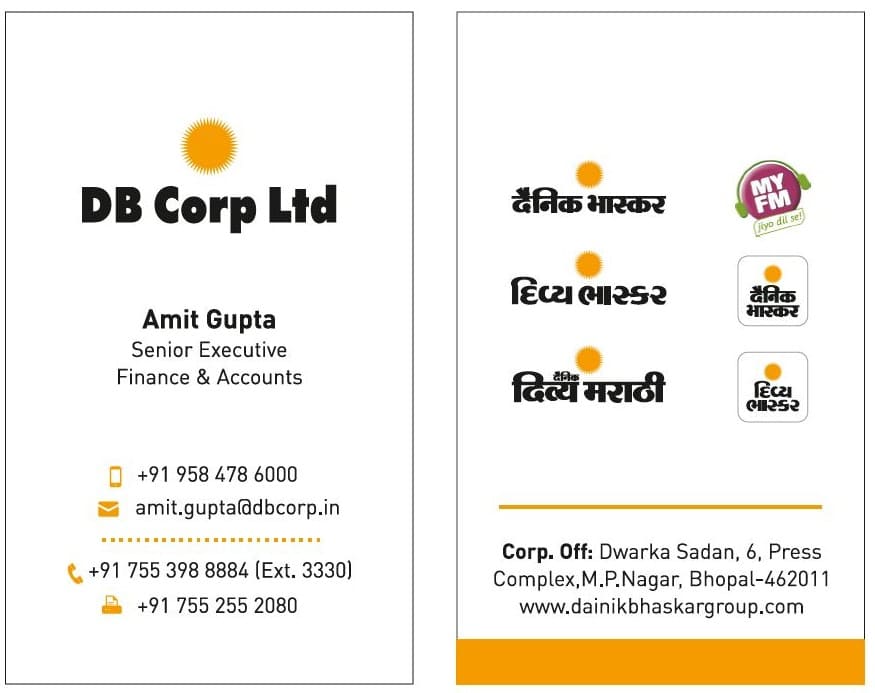 DB Corp Ltd
Amit Gupta
Senior Executive
Finance & Accounts
+91 958 478 6000
amit.gupta@dbcorp.in
+91 755 398 8884 (Ext. 3330)
+91 755 255 2080
दैनिक भास्कर
MY
FM
jiyo dil se!
દિવ્ય ભાસ્કર
दैनिक
भास्कर
दैनिक
दिव्य मराठी
દિવ્ય
ભાસ્કર
Corp. Off: Dwarka Sadan, 6, Press
Complex,M.P.Nagar, Bhopal-462011
www.dainikbhaskargroup.com